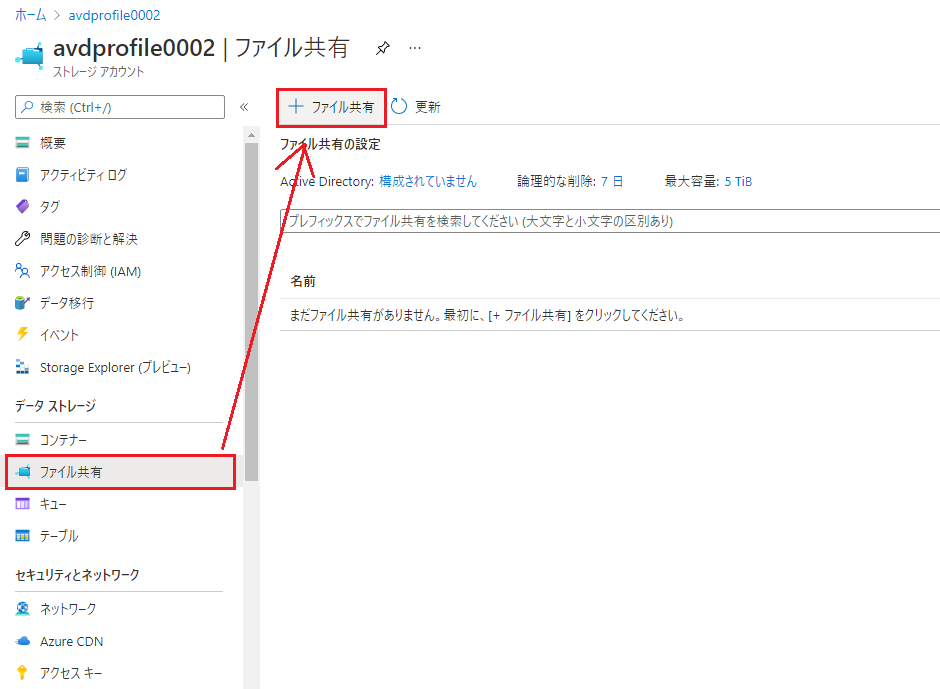 ホーム > avdprofile0002
avdprofile0002 | ファイル共有 ...
ストレージ アカウント
検索 (Ctrl+/)
«
+ ファイル共有 更新
概要
アクティビティ ログ
タグ
問題の診断と解決
アクセス制御 (IAM)
データ移行
イベント
Storage Explorer (プレビュー)
データ ストレージ
コンテナー
ファイル共有
キュー
テーブル
セキュリティとネットワーク
ネットワーク
Azure CDN
アクセス キー
ファイル共有の設定
Active Directory: 構成されていません 論理的な削除: 7 日 最大容量: 5 TiB
プレフィックスでファイル共有を検索してください (大文字と小文字の区別あり)
名前
まだファイル共有がありません。最初に、[+ ファイル共有] をクリックしてください。